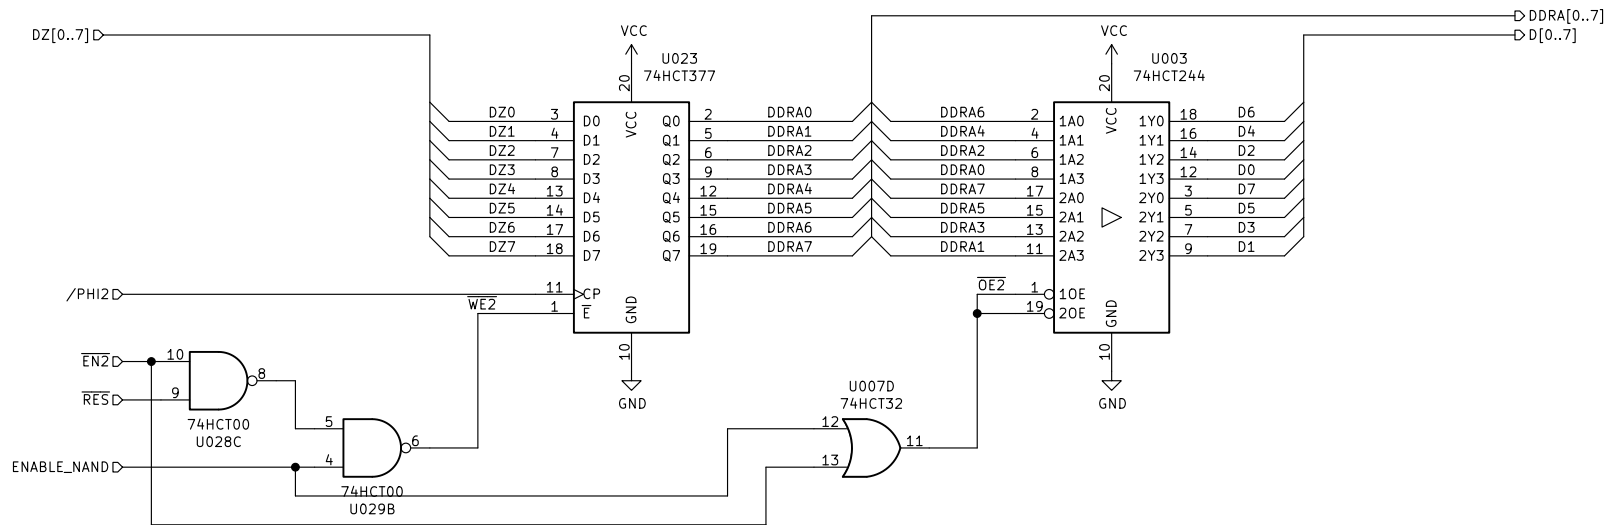 DDRA[0..7]
DZ[0..7]
D[0..7]
VCC
VCC
U023
74HCT377
U003
74HCT244
20
20
VCC
VCC
DZ0 3 D0 Q0 2 DDRA0 DDRA6 2 1A0 1Y0 18 D6
DZ1 4 D1 Q1 5 DDRA1 DDRA4 4 1A1 1Y1 16 D4
DZ2 7 D2 Q2 6 DDRA2 DDRA2 6 1A2 1Y2 14 D2
DZ3 8 D3 Q3 9 DDRA3 DDRA0 8 1A3 1Y3 12 D0
DZ4 13 D4 Q4 12 DDRA4 DDRA7 17 2A0 2Y0 3 D7
DZ5 14 D5 Q5 15 DDRA5 DDRA5 15 2A1 2Y1 5 D5
DZ6 17 D6 Q6 16 DDRA6 DDRA3 13 2A2 2Y2 7 D3
DZ7 18 D7 Q7 19 DDRA7 DDRA1 11 2A3 2Y3 9 D1
/PHI2 11 CP
OE2 1 1OE
WE2 1 E
19 2OE
GND
GND
10
10
GND
GND
EN2 10
8
RES 9
74HCT00
U028C
U007D
74HCT32
5
6
ENABLE_NAND 4
12
11
13
74HCT00
U029B